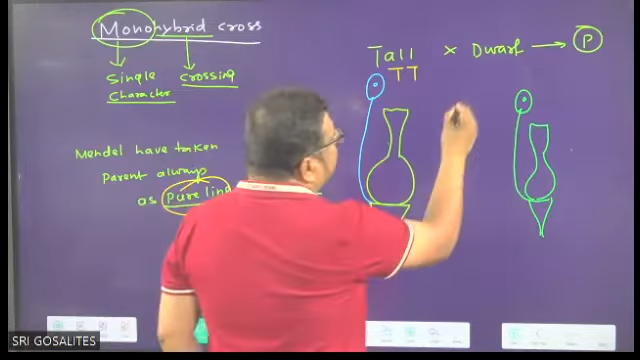 Monohybrid cross
Single
Character
crossing
Mendel have taken
Parent always
as Pure line
Tall × Dwarf → P
TT
SRI GOSALITES